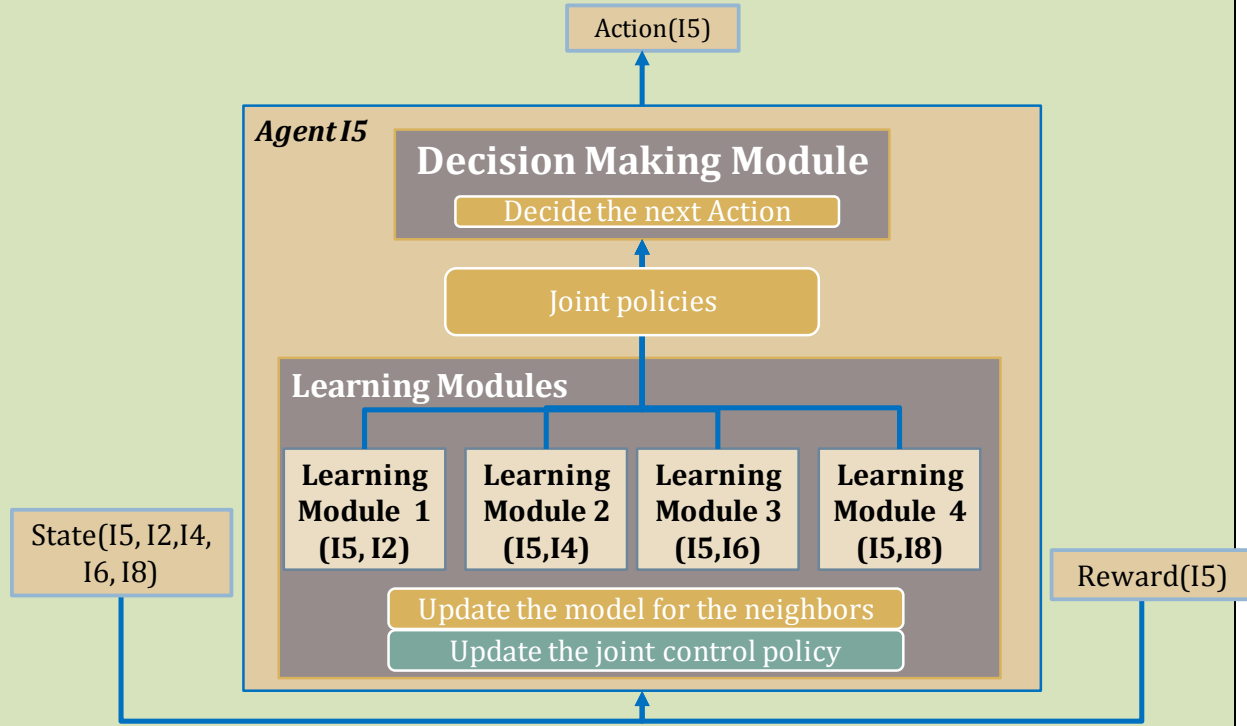 Action(I5)
Agent I5
Decision Making Module
Decide the next Action
Joint policies
Learning Modules
Learning
Module 1
(I5, I2)
Learning
Module 2
(I5,I4)
Learning
Module 3
(I5,I6)
Learning
Module 4
(I5,I8)
State(I5, I2,I4,
I6, I8)
Reward(I5)
Update the model for the neighbors
Update the joint control policy